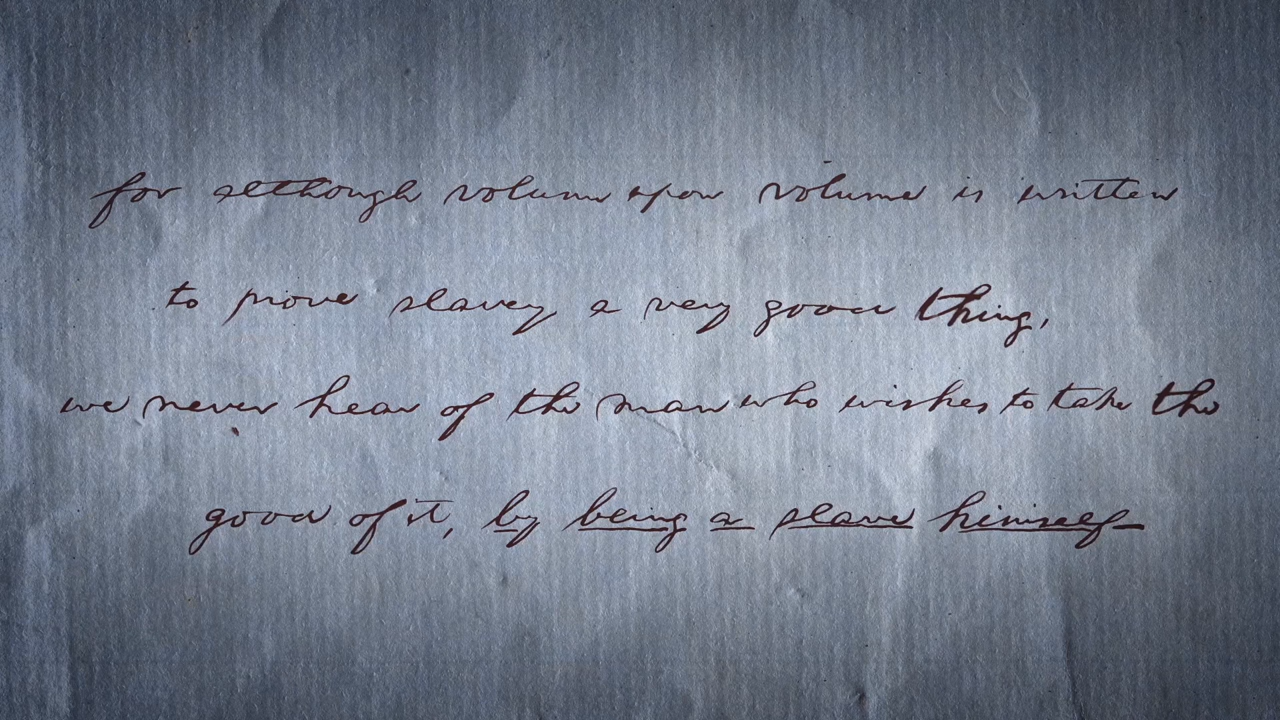 for although volume upon volume is written
to prove slavery a very good thing,
we never hear of the man who wishes to take the
good of it, by being a slave himself